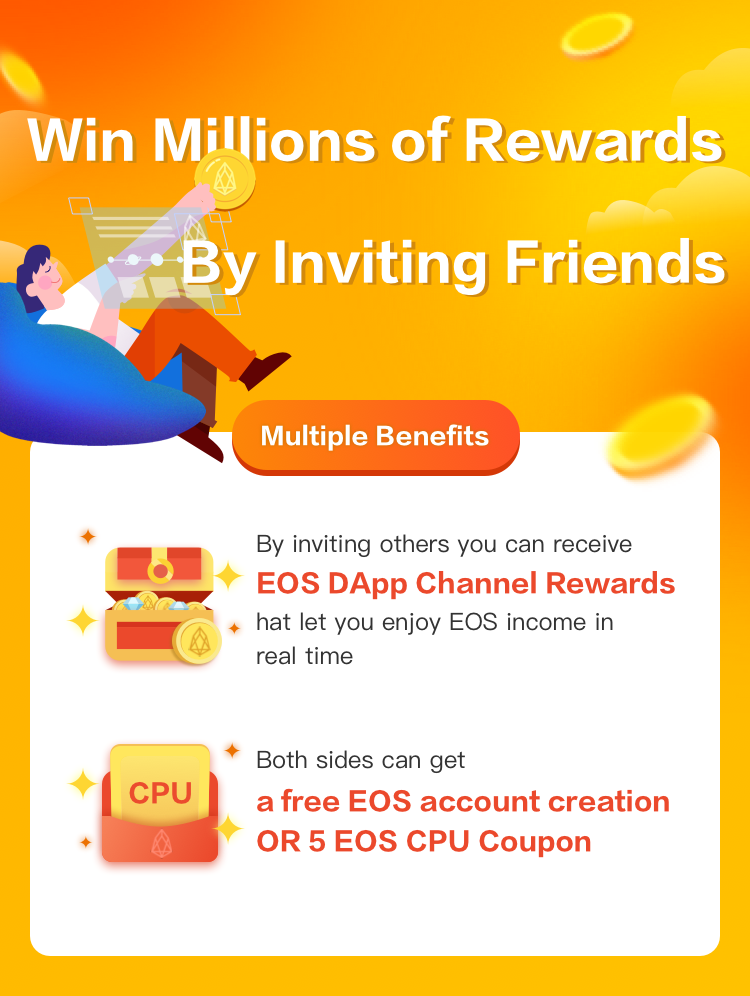 Win Millions of Rewards
By Inviting Friends
Multiple Benefits
By inviting others you can receive
EOS DApp Channel Rewards
hat let you enjoy EOS income in
real time
CPU
Both sides can get
a free EOS account creation
OR 5 EOS CPU Coupon